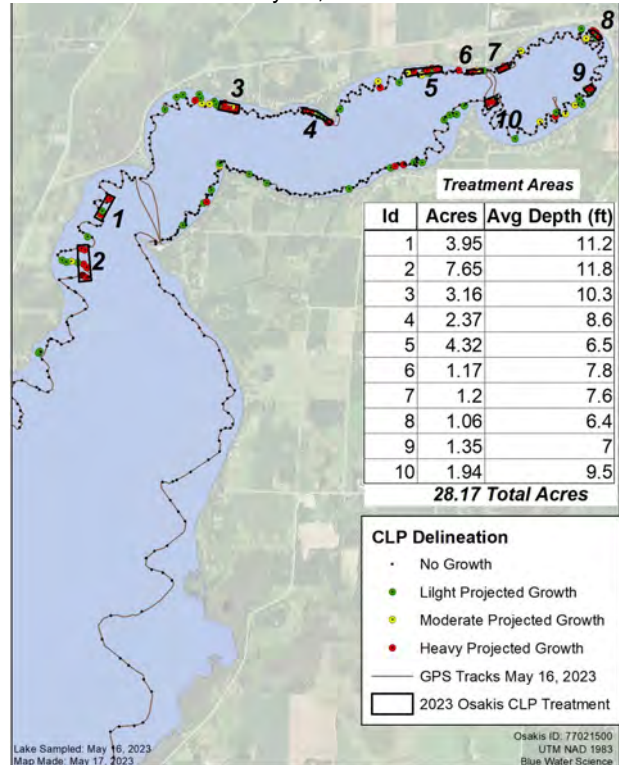 8
6 7
9
5
3
10
4
1
2
Treatment Areas
Id Acres Avg Depth (ft)
1 3.95 11.2
2 7.65 11.8
3 3.16 10.3
4 2.37 8.6
5 4.32 6.5
6 1.17 7.8
7 1.2 7.6
8 1.06 6.4
9 1.35 7
10 1.94 9.5
28.17 Total Acres
CLP Delineation
No Growth
Lilght Projected Growth
Moderate Projected Growth
Heavy Projected Growth
GPS Tracks May 16, 2023
2023 Osakis CLP Treatment
Lake Sampled: May 16, 2023
Map Made: May 17, 2023
Osakis ID: 77021500
UTM NAD 1983
Blue Water Science